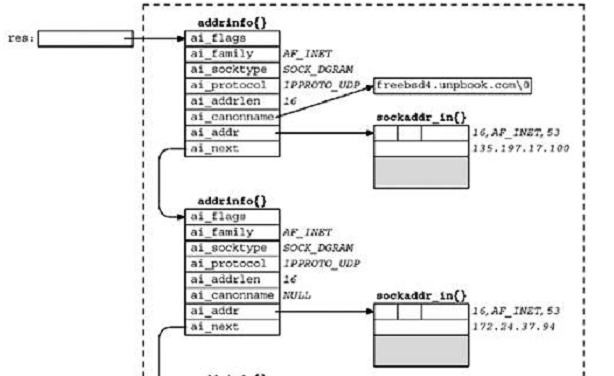 addrinfo{}
res:
ai_flags
ai_family AF_INET
ai_socktype SOCK_DGRAM
ai_protocol IPPROTO_UDP
freebsd4.unpbook.com\0
ai_addrlen 16
ai_canonname
sockaddr_in{}
ai_addr
16,AF_INET,53
ai_next
135.197.17.100
addrinfo{}
ai_flags
ai_family AF_INET
ai_socktype SOCK_DGRAM
ai_protocol IPPROTO_UDP
ai_addrlen 16
ai_canonname NULL
sockaddr_in{}
ai_addr
16,AF_INET,53
ai_next
172.24.37.94